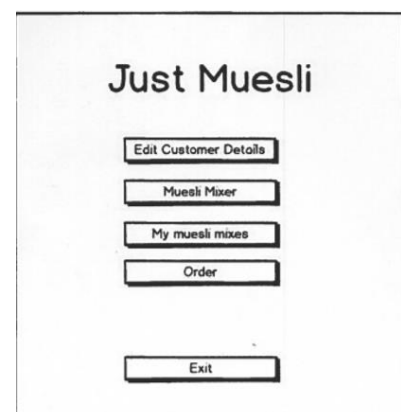 Just Muesli
Edit Customer Details
Muesli Mixer
My muesli mixes
Order
Exit